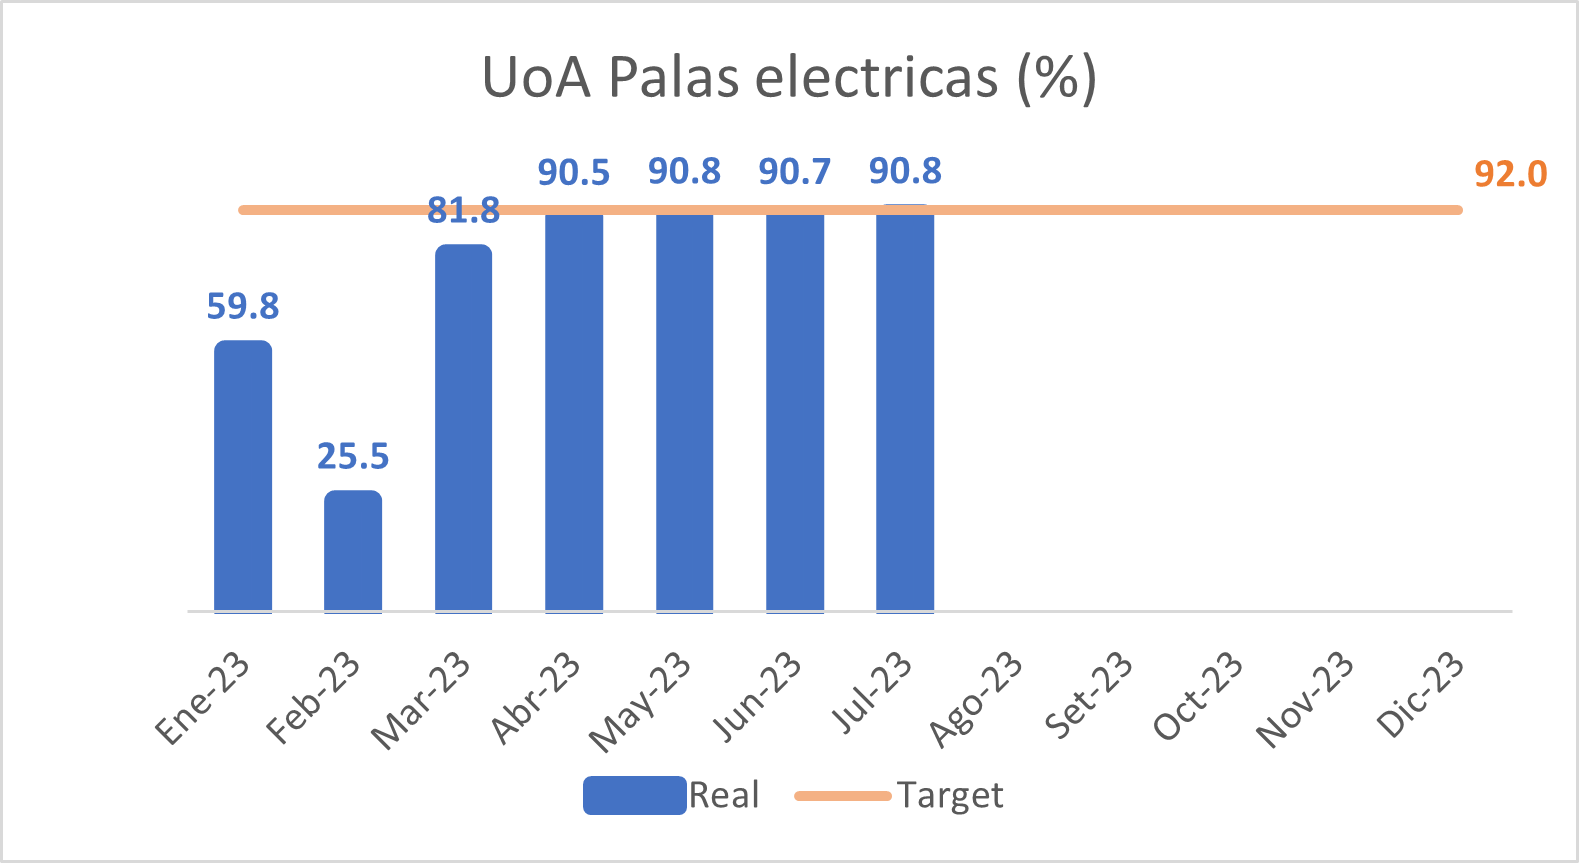 UoA Palas electricas (%)
90.5
90.8
90.7
90.8
92.0
81.8
59.8
25.5
Ene-23
Feb-23
Mar-23
Abr-23
May-23
Jun-23
Jul-23
Ago-23
Set-23
Oct-23
Nov-23
Dic-23
Real
Target